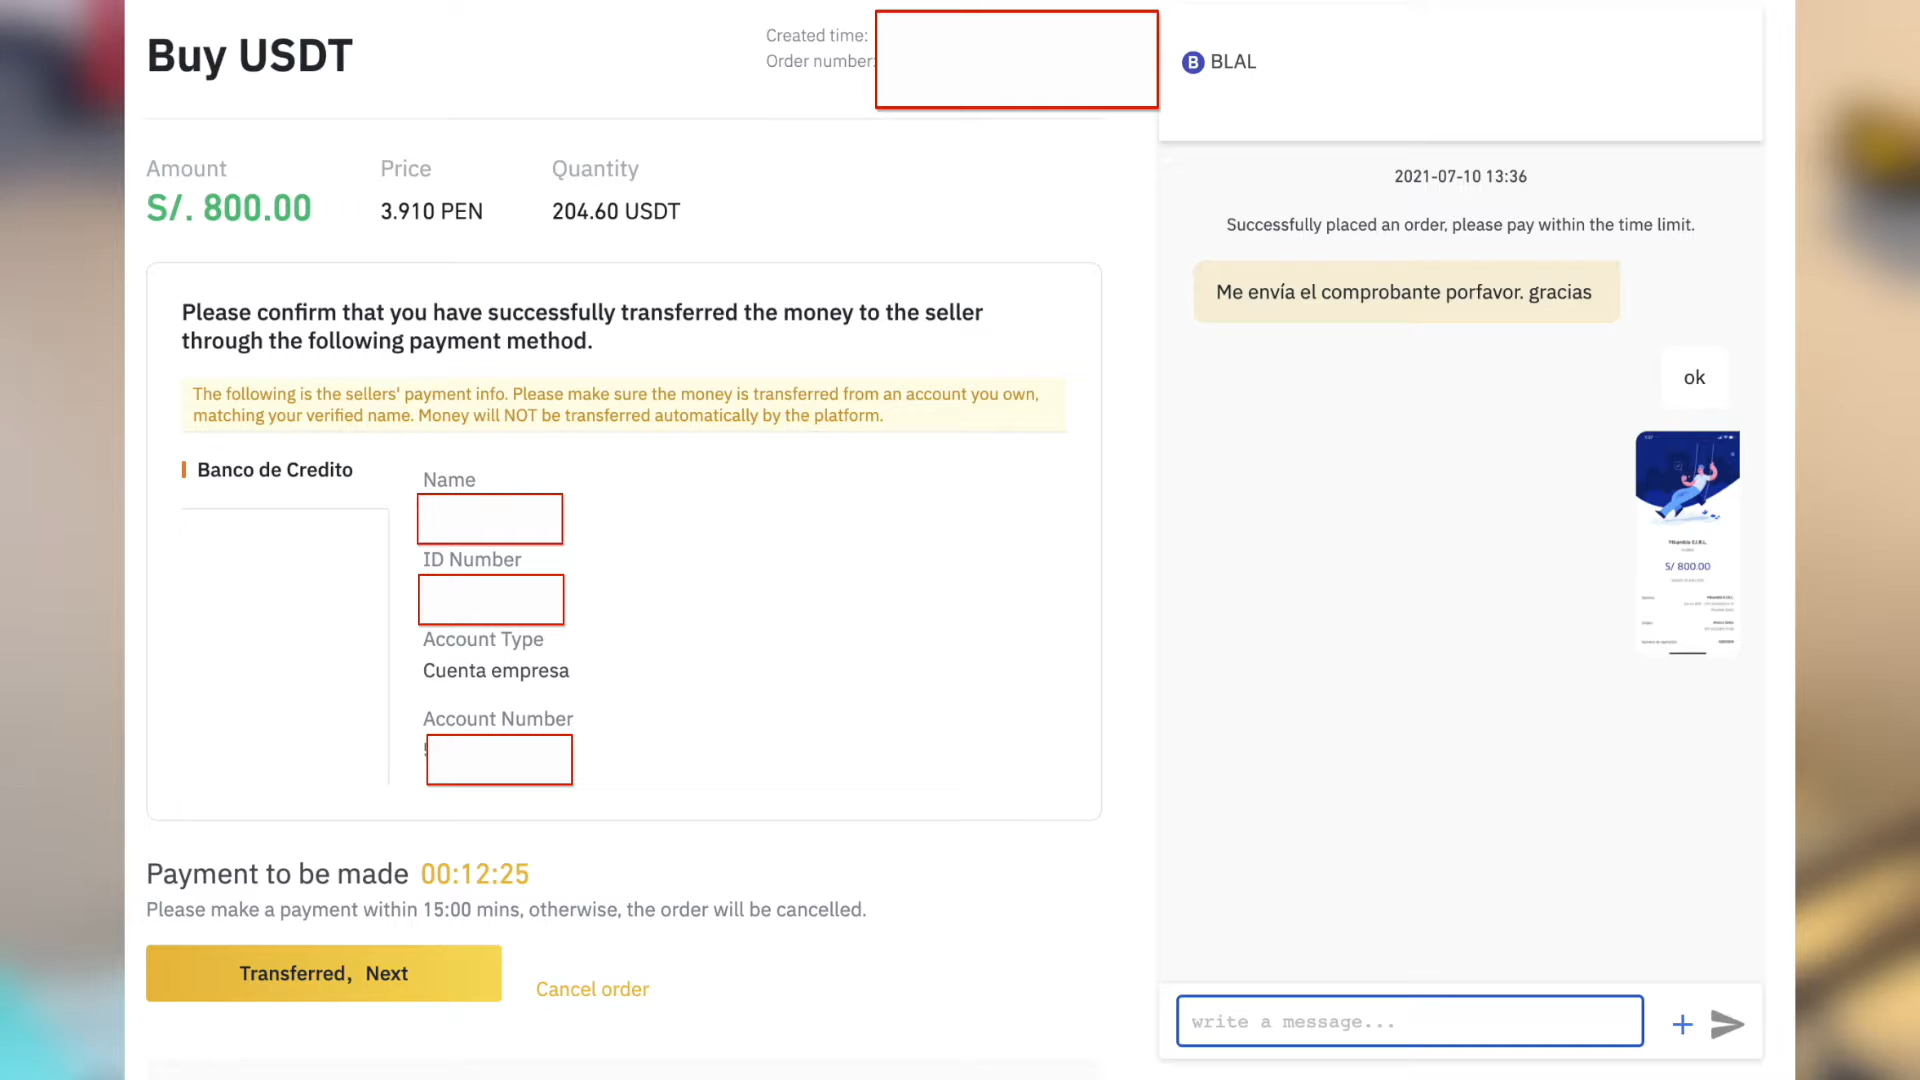 Buy USDT
Created time:
Order number:
Amount
Price
Quantity
S/. 800.00
3.910 PEN
204.60 USDT
Please confirm that you have successfully transferred the money to the seller
through the following payment method.
The following is the sellers' payment info. Please make sure the money is transferred from an account you own,
matching your verified name. Money will NOT be transferred automatically by the platform.
Banco de Credito
Name
ID Number
Account Type
Cuenta empresa
Account Number
Payment to be made 00:12:25
Please make a payment within 15:00 mins, otherwise, the order will be cancelled.
Transferred, Next
Cancel order
B BLAL
2021-07-10 13:36
Successfully placed an order, please pay within the time limit.
Me envía el comprobante porfavor. gracias
ok
S/ 800.00
write a message...